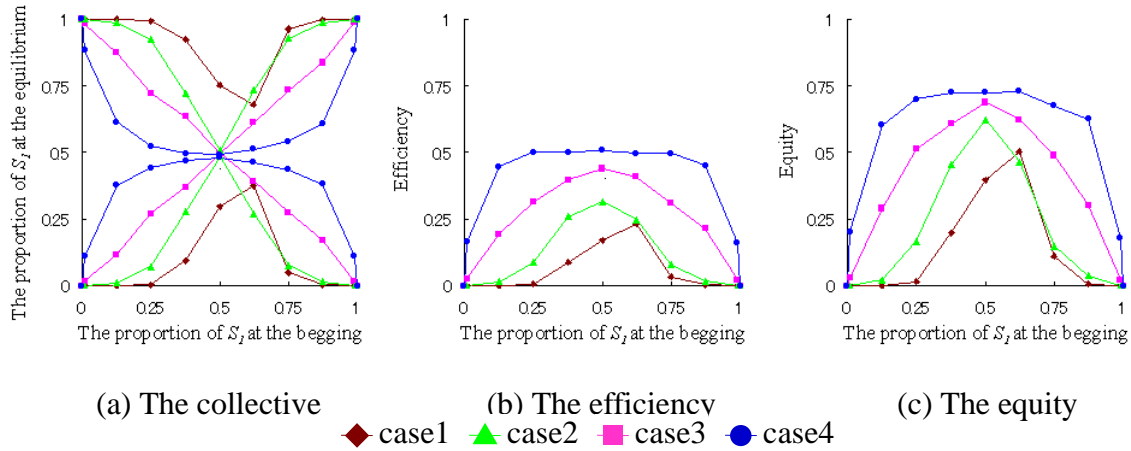 The proportion of S1 at the equilibrium
1
0.75
0.5
0.25
0
0 0.25 0.5 0.75 1
The proportion of S1 at the begging
Efficiency
1
0.75
0.5
0.25
0
0 0.25 0.5 0.75 1
The proportion of S1 at the begging
Equity
1
0.75
0.5
0.25
0
0 0.25 0.5 0.75 1
The proportion of S1 at the begging
(a) The collective
(b) The efficiency
(c) The equity
case1 case2 case3 case4